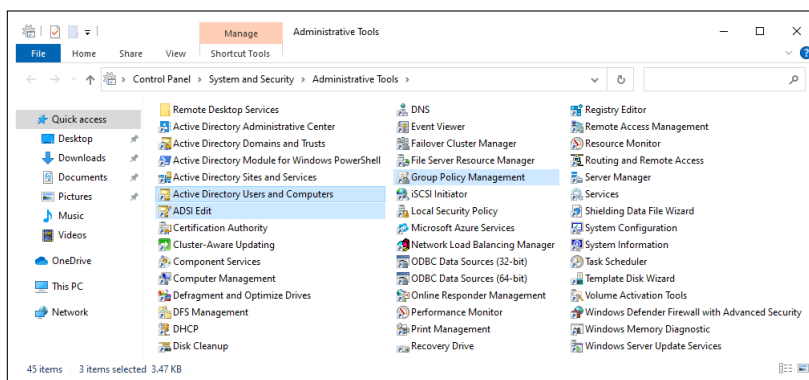 Manage
Administrative Tools
File
Home
Share
View
Shortcut Tools
Control Panel > System and Security > Administrative Tools >
Quick access
Desktop
Downloads
Documents
Pictures
Music
Videos
OneDrive
This PC
Network
Remote Desktop Services
Active Directory Administrative Center
Active Directory Domains and Trusts
Active Directory Module for Windows PowerShell
Active Directory Sites and Services
Active Directory Users and Computers
ADSI Edit
Certification Authority
Cluster-Aware Updating
Component Services
Computer Management
Defragment and Optimize Drives
DFS Management
DHCP
Disk Cleanup
DNS
Event Viewer
Failover Cluster Manager
File Server Resource Manager
Group Policy Management
iSCSI Initiator
Local Security Policy
Microsoft Azure Services
Network Load Balancing Manager
ODBC Data Sources (32-bit)
ODBC Data Sources (64-bit)
Online Responder Management
Performance Monitor
Print Management
Recovery Drive
Registry Editor
Remote Access Management
Resource Monitor
Routing and Remote Access
Server Manager
Services
Shielding Data File Wizard
System Configuration
System Information
Task Scheduler
Template Disk Wizard
Volume Activation Tools
Windows Defender Firewall with Advanced Security
Windows Memory Diagnostic
Windows Server Update Services
45 items
3 items selected 3.47 KB